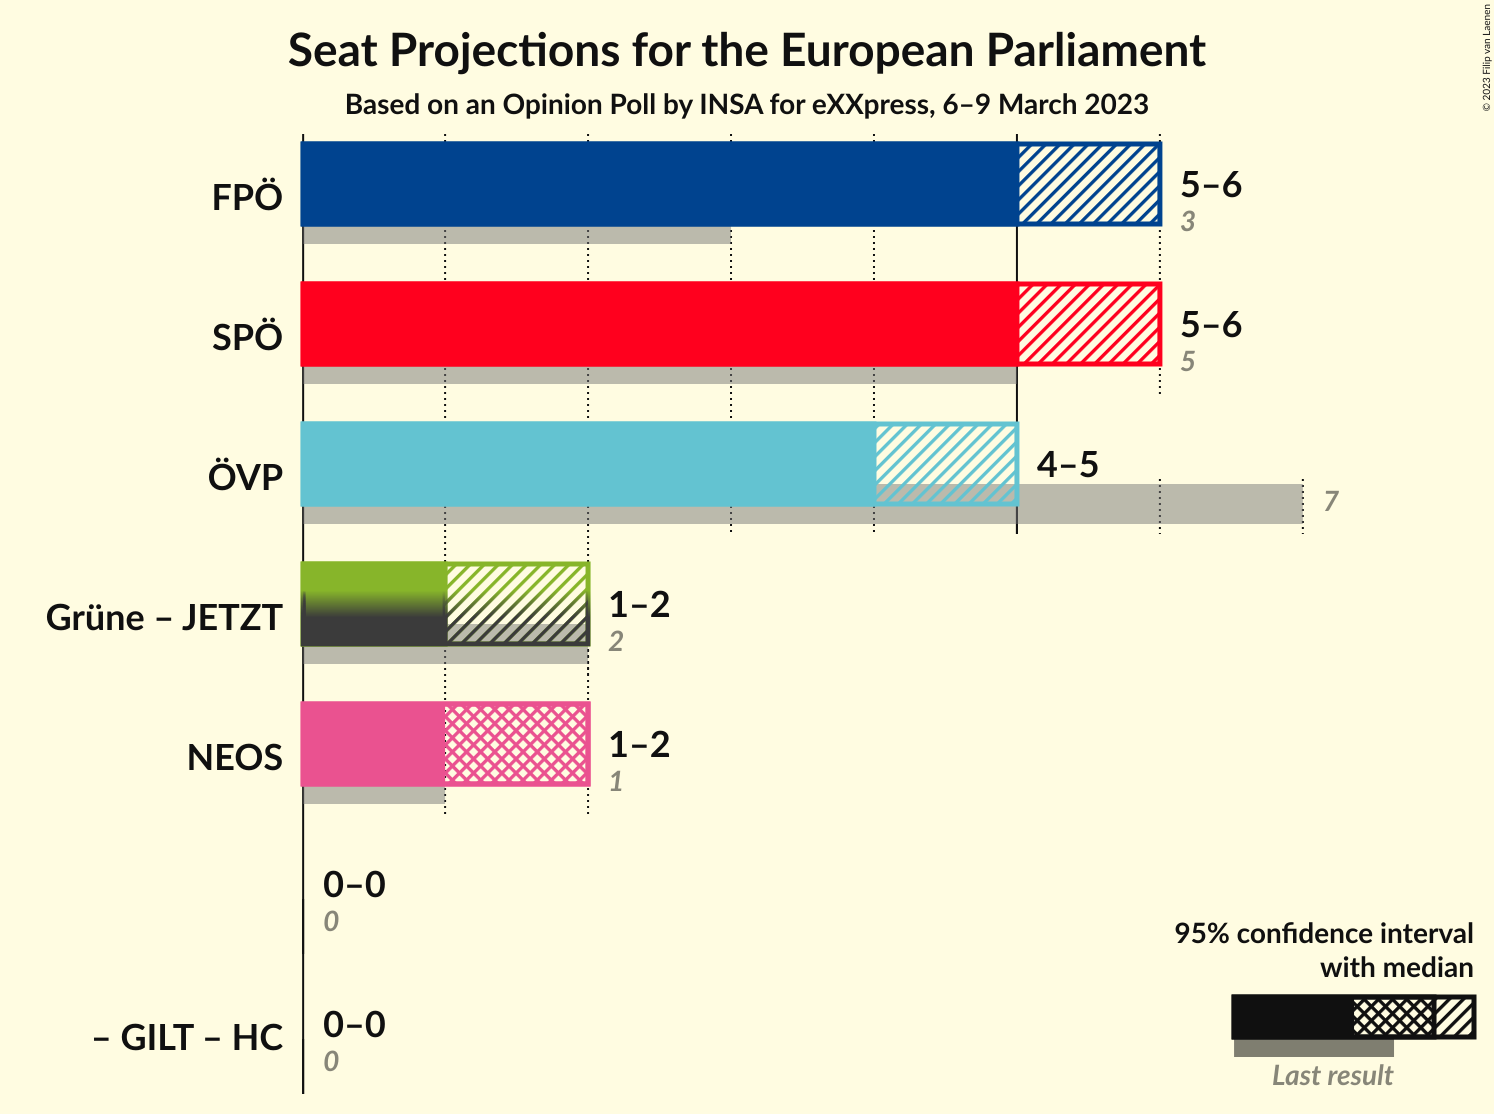 Seat Projections for the European Parliament
Based on an Opinion Poll by INSA for eXXpress, 6–9 March 2023
© 2023 Filip van Laenen
FPÖ
5–6
3
SPÖ
5–6
5
ÖVP
4–5
7
Grüne – JETZT
1–2
2
NEOS
1–2
1
0–0
0
– GILT – HC
0–0
0
95% confidence interval
with median
Last result